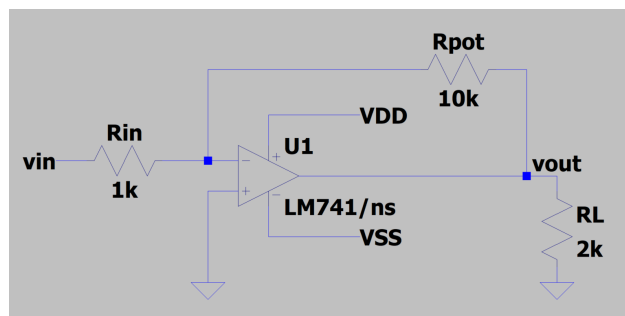 Rpot
10k
VDD
Rin
U1
vin
vout
1k
LM741/ns
RL
VSS
2k